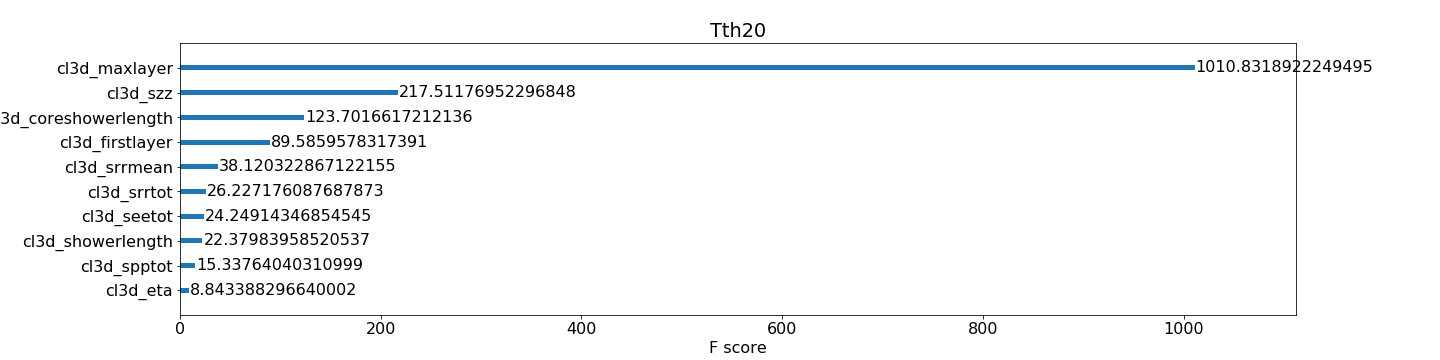 Tth20
cl3d_maxlayer 1010.8318922249495
cl3d_szz 217.51176952296848
3d_coreshowerlength 123.7016617212136
cl3d_firstlayer 89.5859578317391
cl3d_srrmean 38.120322867122155
cl3d_srrtot 26.227176087687873
cl3d_seetot 24.24914346854545
cl3d_showerlength 22.37983958520537
cl3d_spptot 15.33764040310999
cl3d_eta 8.843388296640002
0 200 400 600 800 1000
F score